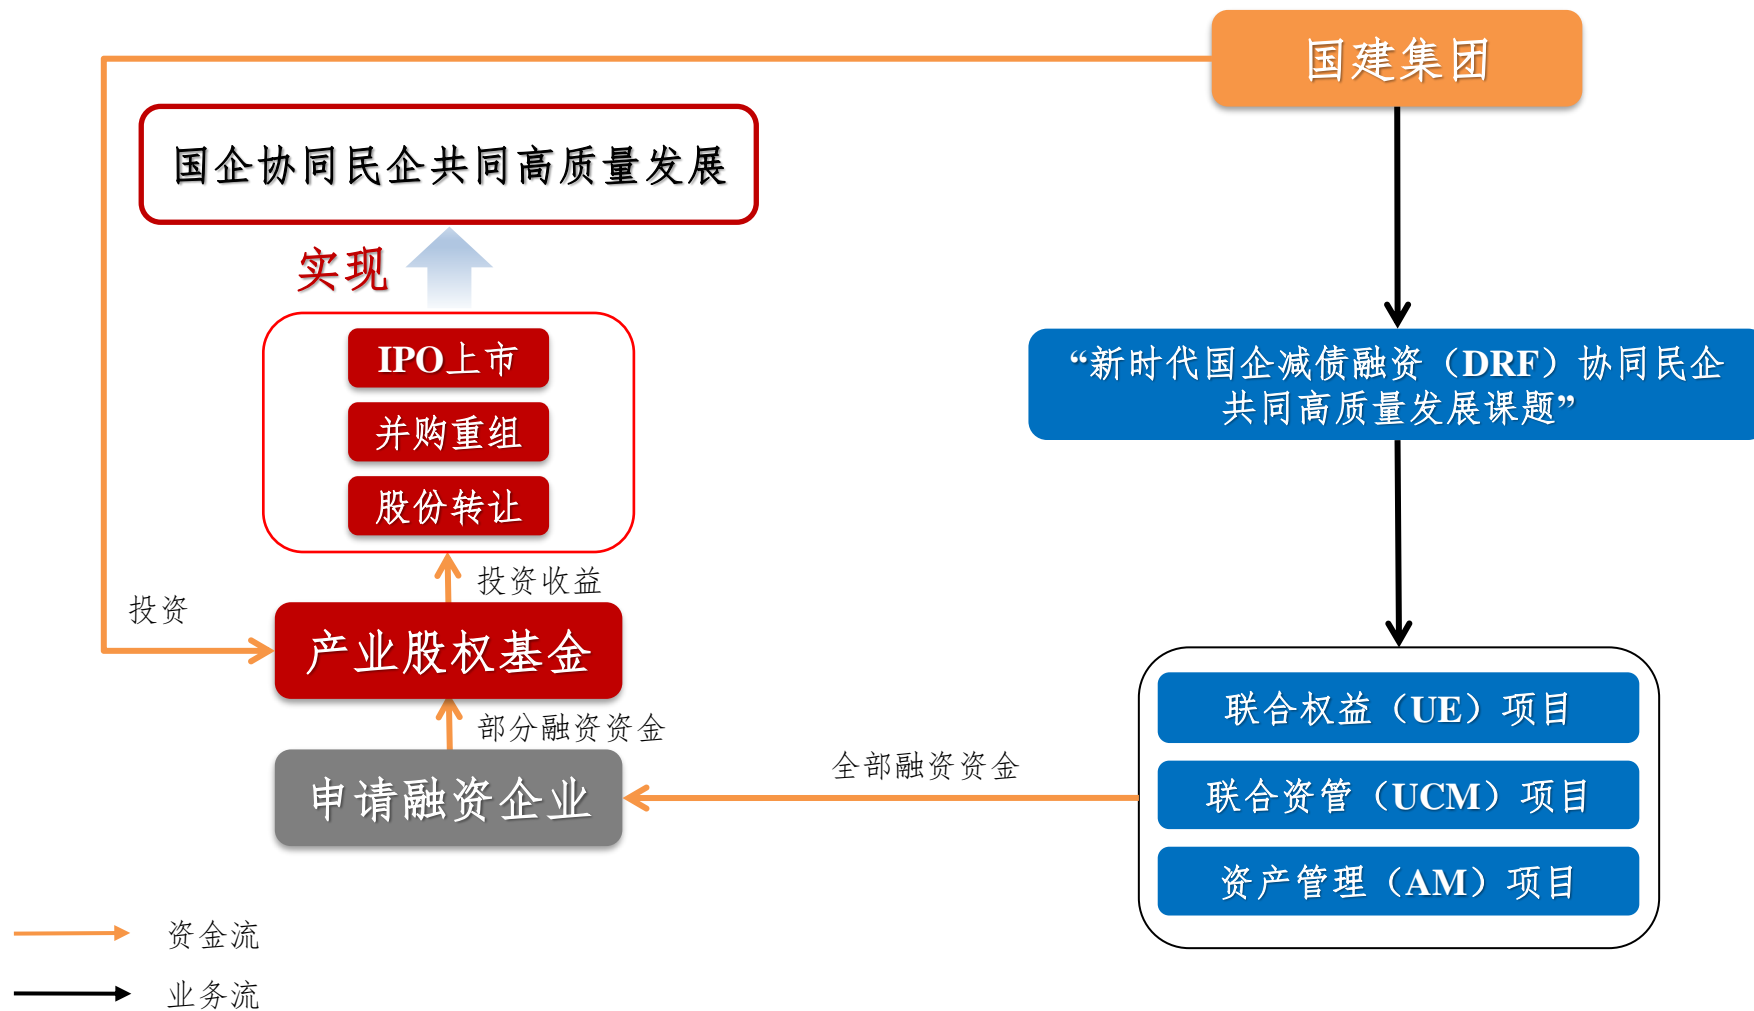 国建集团
国企协同民企共同高质量发展
实现
IPO上市
并购重组
股份转让
“新时代国企减债融资（DRF）协同民企
共同高质量发展课题”
投资收益
投资
产业股权基金
部分融资资金
申请融资企业
全部融资资金
联合权益（UE）项目
联合资管（UCM）项目
资产管理（AM）项目
资金流
业务流